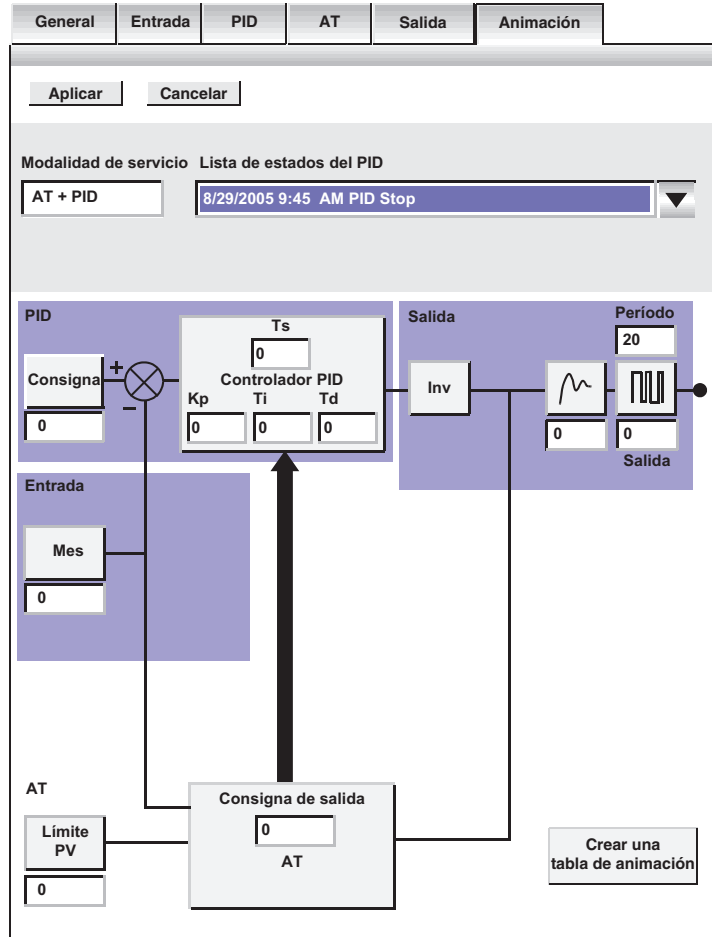 General Entrada PID AT Salida Animación
Aplicar Cancelar
Modalidad de servicio Lista de estados del PID
AT + PID 8/29/2005 9:45 AM PID Stop
PID
Ts
0
Consigna
+
−
0
Controlador PID
Kp Ti Td
0 0 0
Salida
Período
20
Inv
0 0
Salida
Entrada
Mes
0
AT
Límite
PV
0
Consigna de salida
0
AT
Crear una
tabla de animación